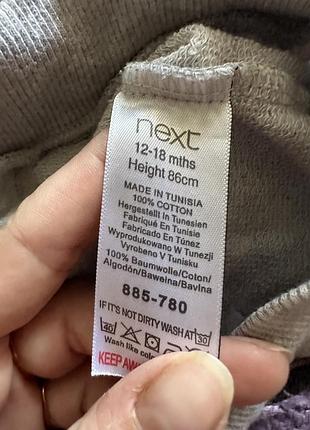 next
12-18 mths
Height 86cm
MADE IN TUNISIA
100% COTTON
Hergestellt In Tunesien
Fabriqué En Tunisie
Fabricado En Túnez
Wyprodukowano W Tunezji
Vyrobeno V Tunisku
100% Baumwolle/Coton/
Algodón/Bawełna/Bavlna
885-780
IF IT'S NOT DIRTY WASH AT 30
40
Wash like colo
KEEP AWA